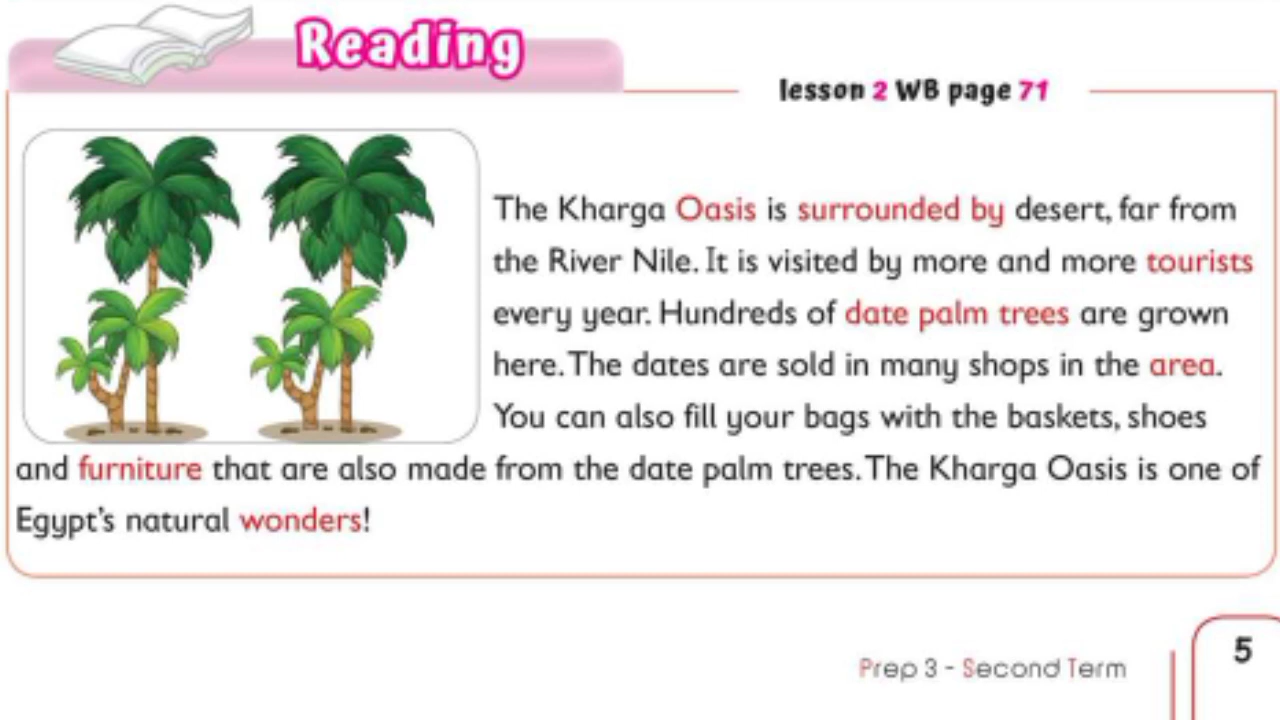 Reading
lesson 2 WB page 71
The Kharga Oasis is surrounded by desert, far from
the River Nile. It is visited by more and more tourists
every year. Hundreds of date palm trees are grown
here. The dates are sold in many shops in the area.
You can also fill your bags with the baskets, shoes
and furniture that are also made from the date palm trees. The Kharga Oasis is one of
Egypt's natural wonders!
Prep 3 - Second Term
5